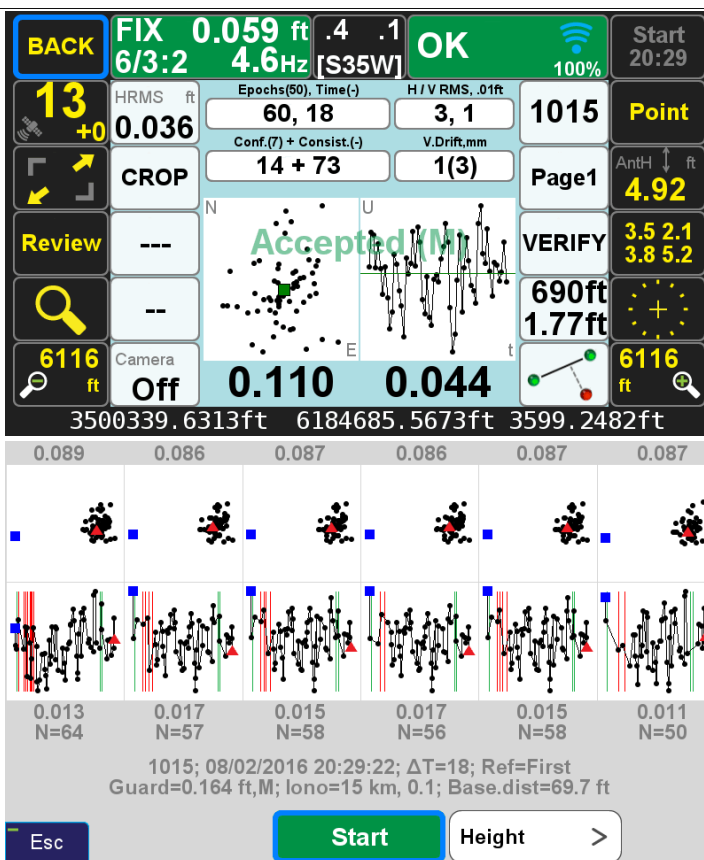 BACK
FIX 0.059 ft
6/3:2 4.6Hz
.4 .1
[S35W]
OK
100%
Start
20:29
13
+0
HRMS ft
0.036
Epochs(50), Time(-)
60, 18
H / V RMS, .01ft
3, 1
1015
Point
CROP
Conf.(7) + Consist.(-)
14 + 73
V.Drift,mm
1(3)
Page1
AntH ft
4.92
Review
---
N
U
Accepted (M)
VERIFY
3.5 2.1
3.8 5.2
--
690ft
1.77ft
E
t
6116
ft
Camera
Off
0.110
0.044
6116
ft
3500339.6313ft 6184685.5673ft 3599.2482ft
0.089 0.086 0.087 0.086 0.087 0.087
0.013 0.017 0.015 0.017 0.015 0.011
N=64 N=57 N=58 N=56 N=58 N=50
1015; 08/02/2016 20:29:22; ΔT=18; Ref=First
Guard=0.164 ft,M; Iono=15 km, 0.1; Base.dist=69.7 ft
Esc
Start
Height >